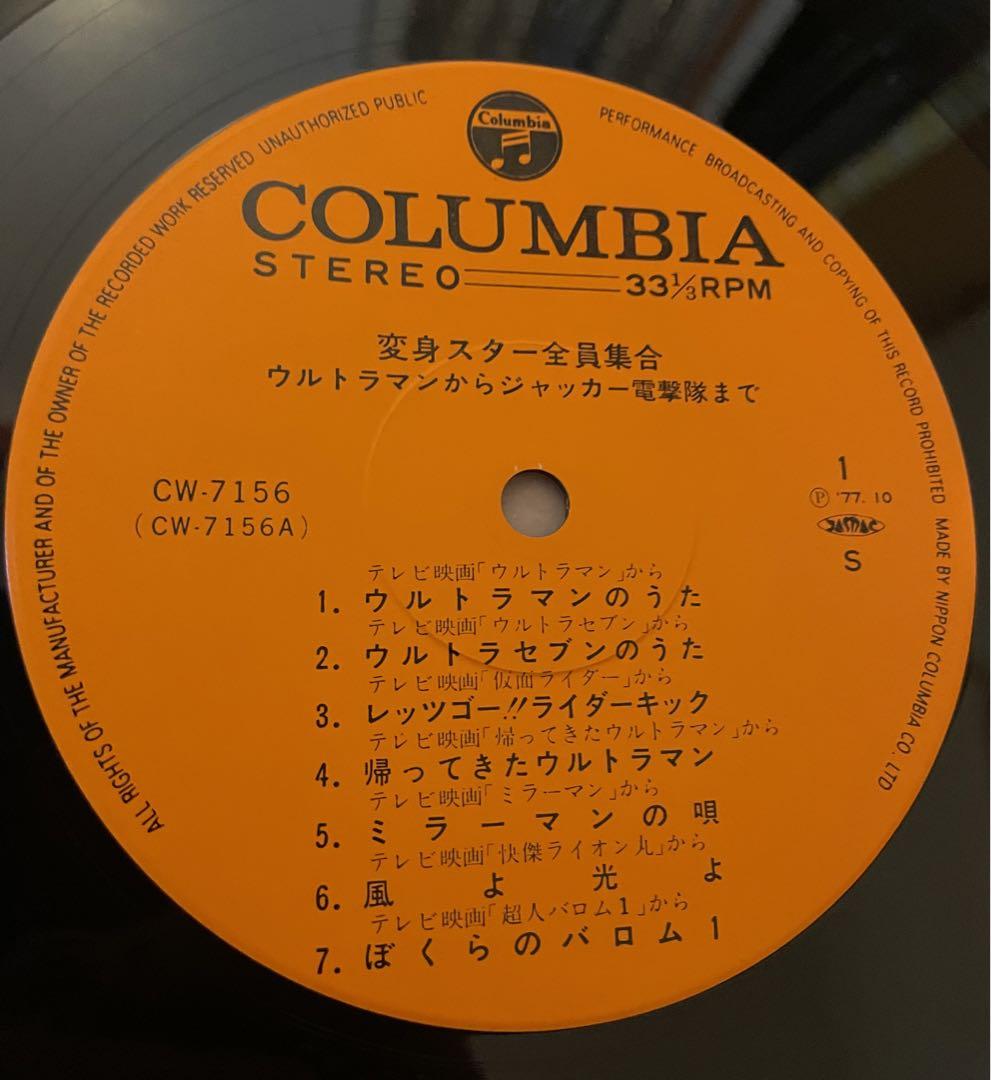 ALL RIGHTS OF THE MANUFACTURER AND OF THE OWNER OF THE RECORDED WORK RESERVED UNAUTHORIZED PUBLIC
PERFORMANCE BROADCASTING AND COPYING OF THIS RECORD PROHIBITED MADE BY NIPPON COLUMBIA CO. LTD
Columbia
COLUMBIA
STEREO 33 1/3 RPM
変身スター全員集合
ウルトラマンからジャッカー電撃隊まで
CW-7156
(CW-7156A)
1
Ⓟ '77.10
JASRAC
S
テレビ映画「ウルトラマン」から
1. ウルトラマンのうた
テレビ映画「ウルトラセブン」から
2. ウルトラセブンのうた
テレビ映画「仮面ライダー」から
3. レッツゴー!!ライダーキック
テレビ映画「帰ってきたウルトラマン」から
4. 帰ってきたウルトラマン
テレビ映画「ミラーマン」から
5. ミラーマンの唄
テレビ映画「快傑ライオン丸」から
6. 風よ光よ
テレビ映画「超人バロム1」から
7. ぼくらのバロム1